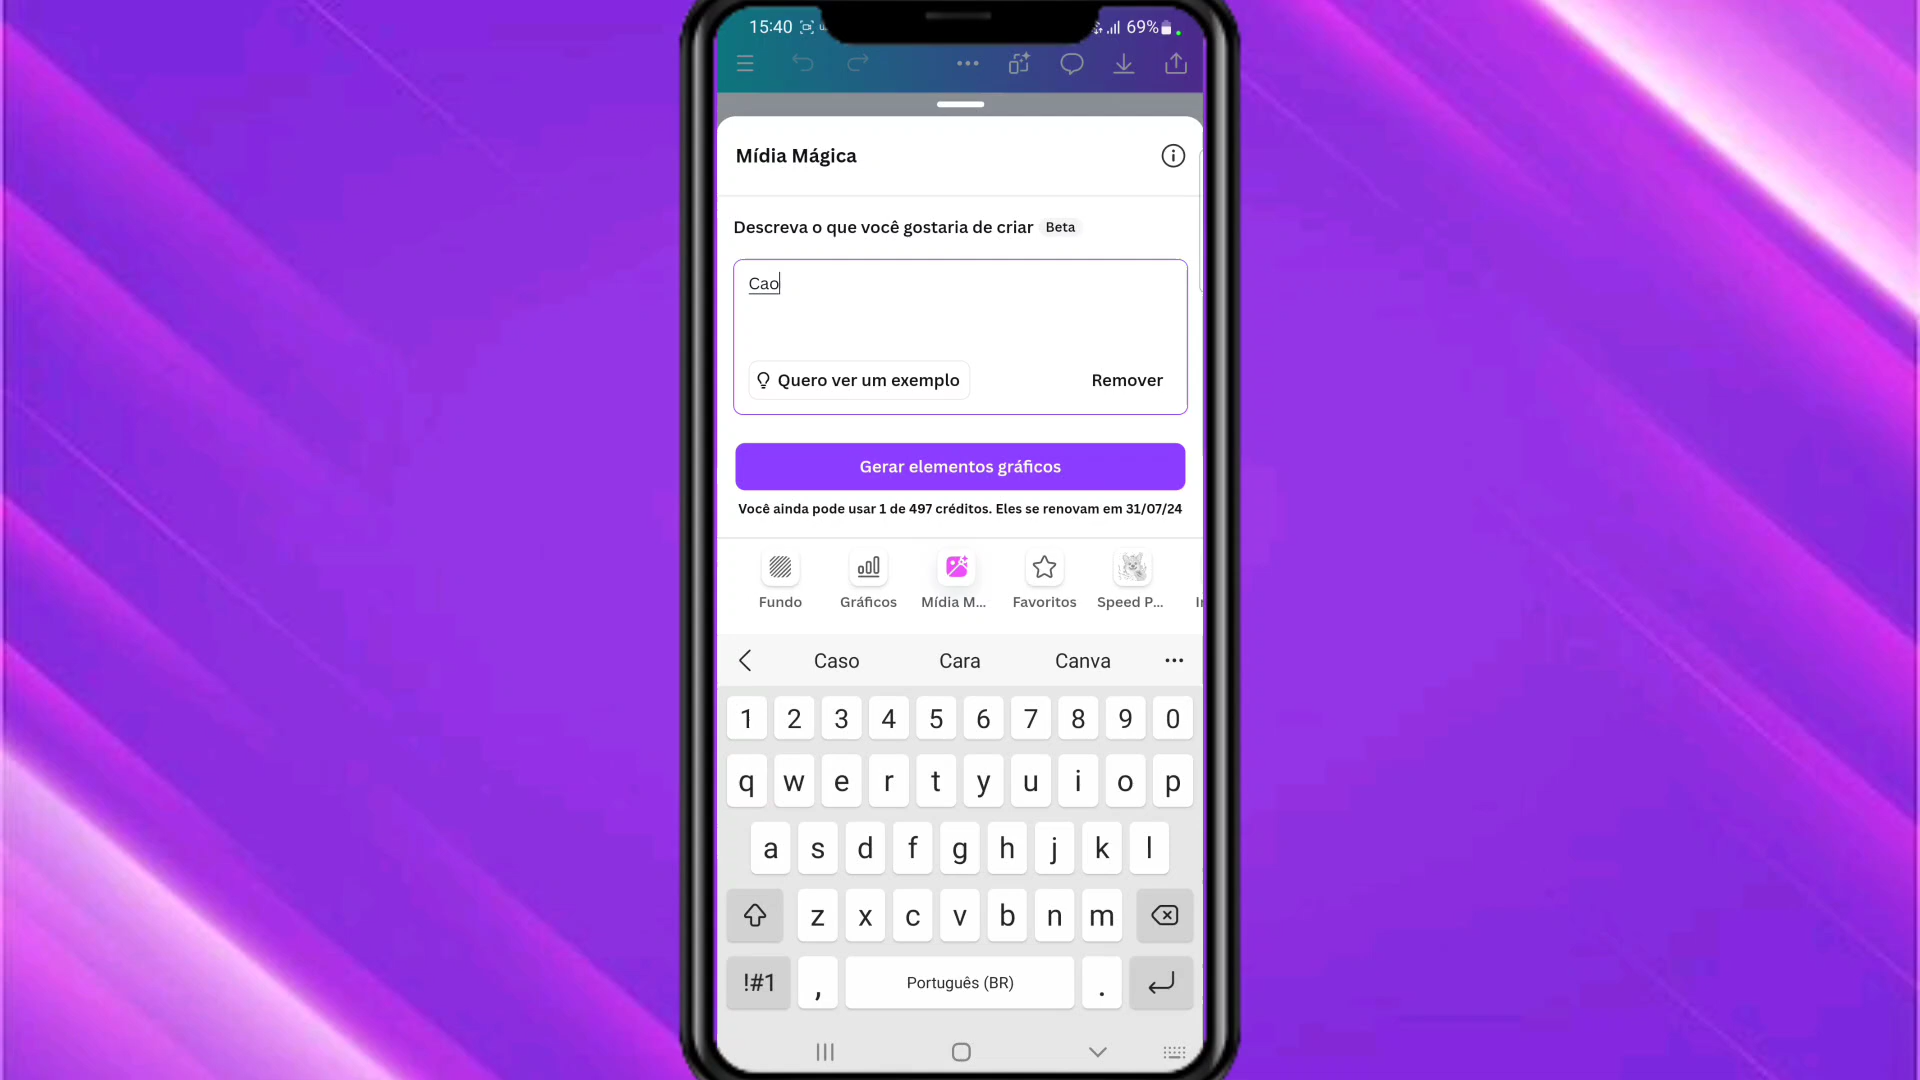 15:40
69%
Mídia Mágica
Descreva o que você gostaria de criar Beta
Cao
Quero ver um exemplo
Remover
Gerar elementos gráficos
Você ainda pode usar 1 de 497 créditos. Eles se renovam em 31/07/24
Fundo Gráficos Mídia M... Favoritos Speed P...
Caso Cara Canva
1 2 3 4 5 6 7 8 9 0
q w e r t y u i o p
a s d f g h j k l
z x c v b n m
!#1 , Português (BR) .